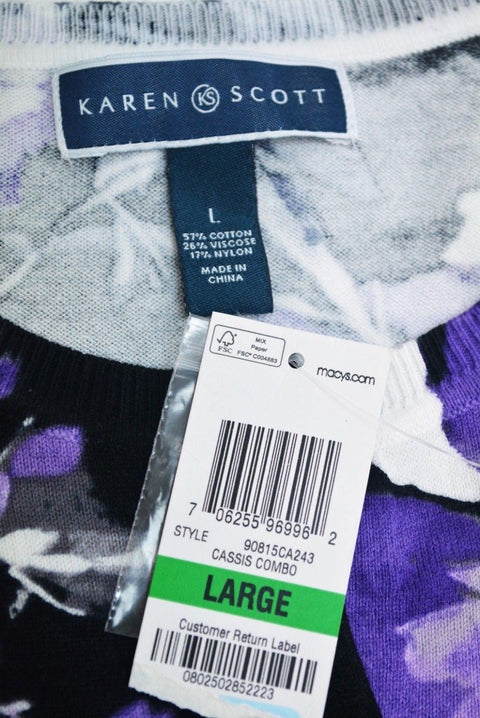 KAREN KS SCOTT
L
57% COTTON
26% VISCOSE
17% NYLON
MADE IN
CHINA
FSC
MIX
Paper
FSC® C004863
macys.com
7 06255 96996 2
STYLE 90815CA243
CASSIS COMBO
LARGE
Customer Return Label
0802502852223